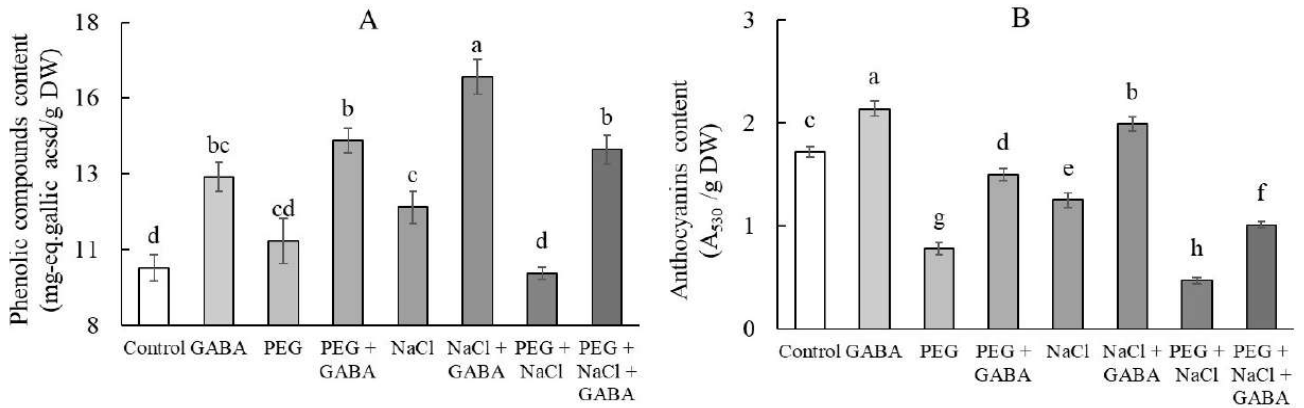 A
Phenolic compounds content
(mg-eq.gallic acsd/g DW)
18
16
13
11
8
d
bc
cd
b
c
a
d
b
Control GABA PEG PEG + NaCl NaCl + PEG + PEG +
GABA GABA NaCl NaCl +
GABA
B
Anthocyanins content
(A530 /g DW)
3
2
1
0
c
a
g
d
e
b
h
f
Control GABA PEG PEG + NaCl NaCl + PEG + PEG +
GABA GABA NaCl NaCl +
GABA